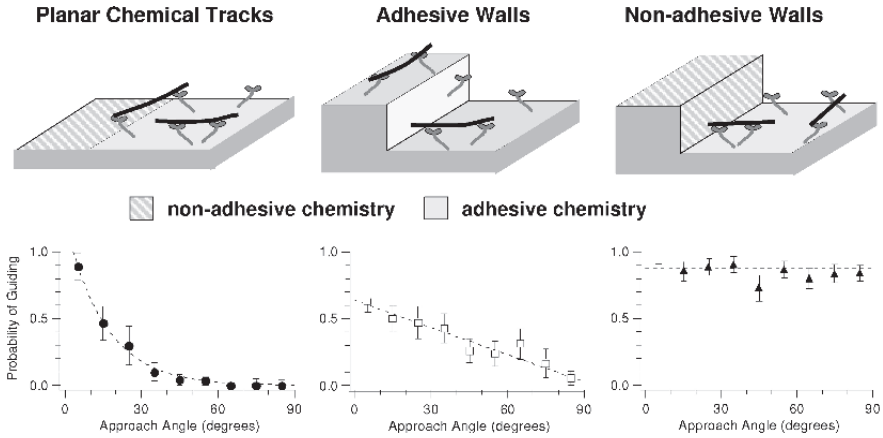 Planar Chemical Tracks
Adhesive Walls
Non-adhesive Walls
non-adhesive chemistry
adhesive chemistry
Probability of Guiding
1.0
0.5
0.0
0
30
60
90
Approach Angle (degrees)
1.0
0.5
0.0
0
30
60
90
Approach Angle (degrees)
1.0
0.5
0.0
0
30
60
90
Approach Angle (degrees)